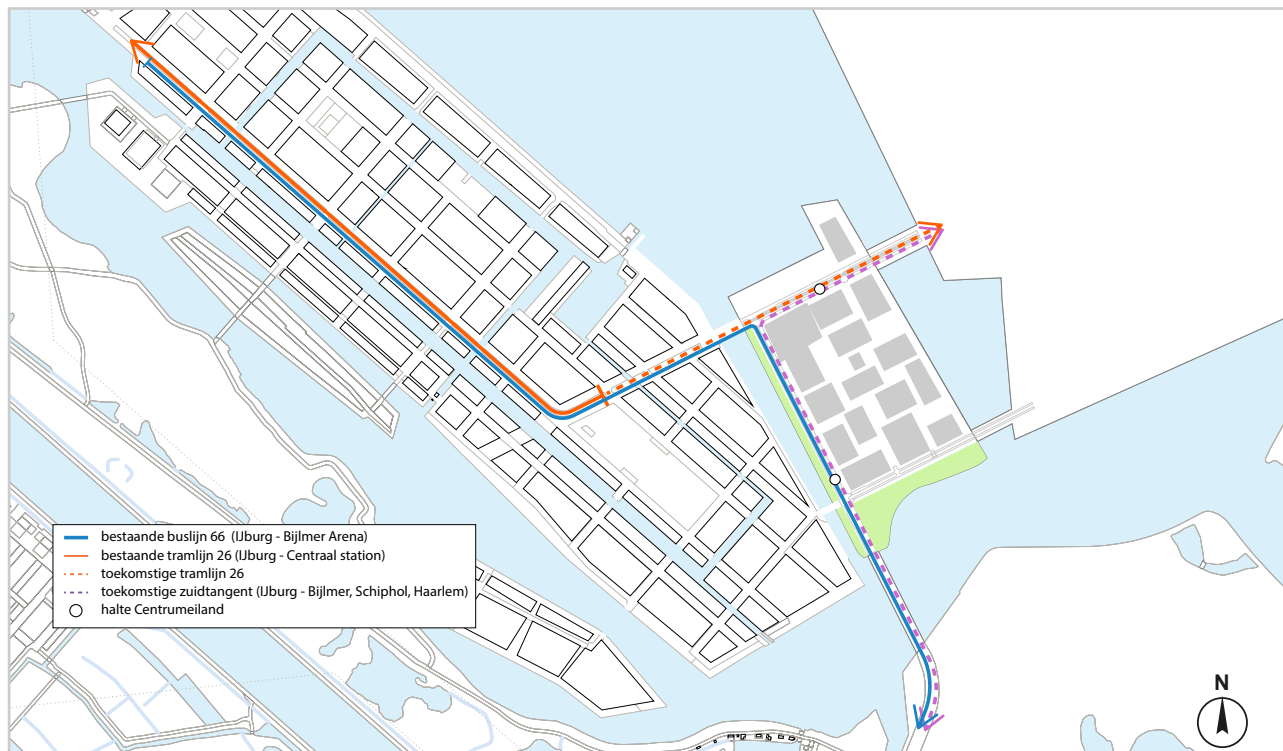 bestaande buslijn 66 (IJburg - Bijlmer Arena)
bestaande tramlijn 26 (IJburg - Centraal station)
toekomstige tramlijn 26
toekomstige zuidtangent (IJburg - Bijlmer, Schiphol, Haarlem)
halte Centrumeiland
N